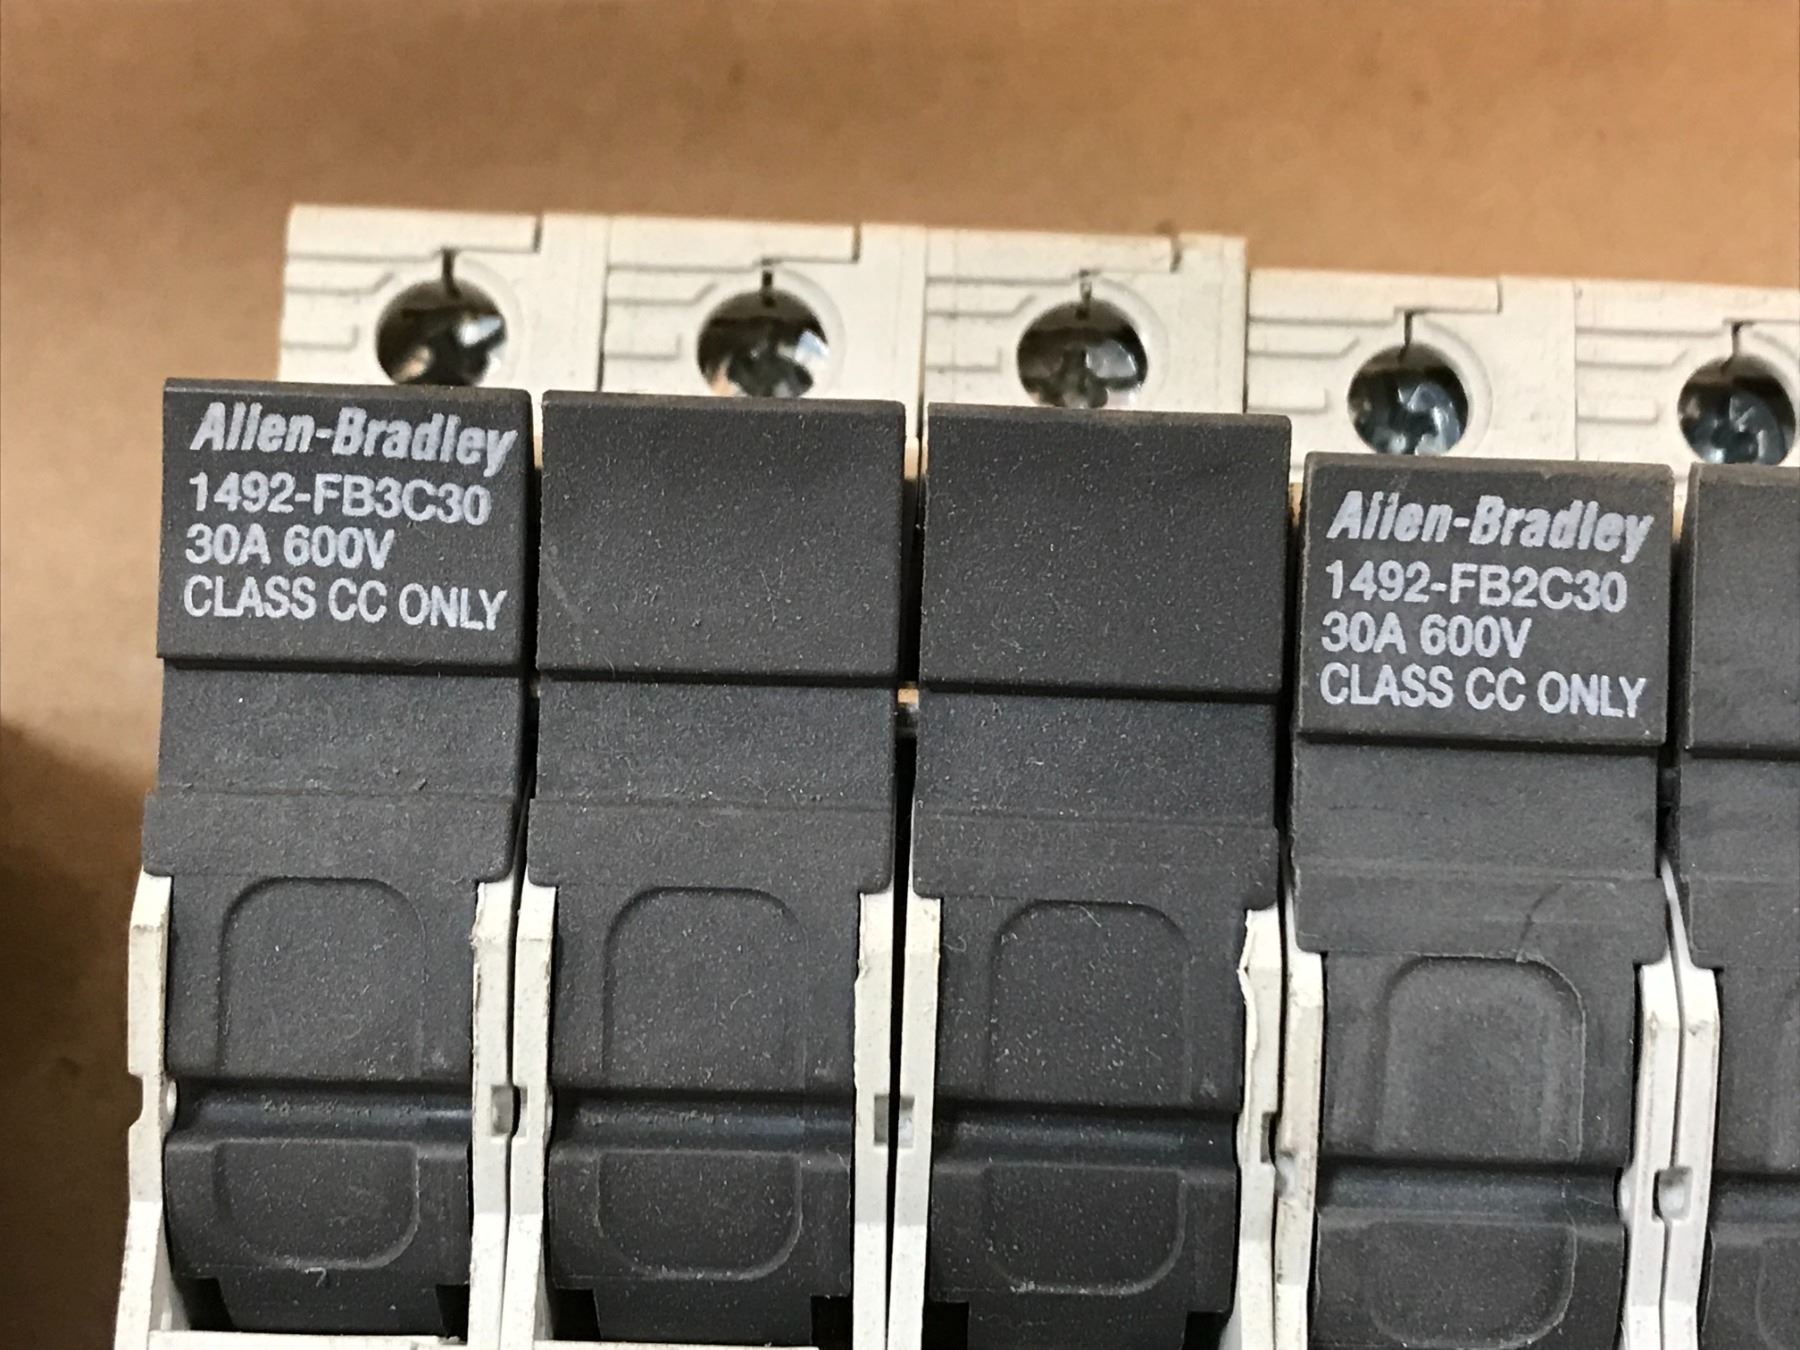 Allen-Bradley
1492-FB3C30
30A 600V
CLASS CC ONLY
Allen-Bradley
1492-FB2C30
30A 600V
CLASS CC ONLY